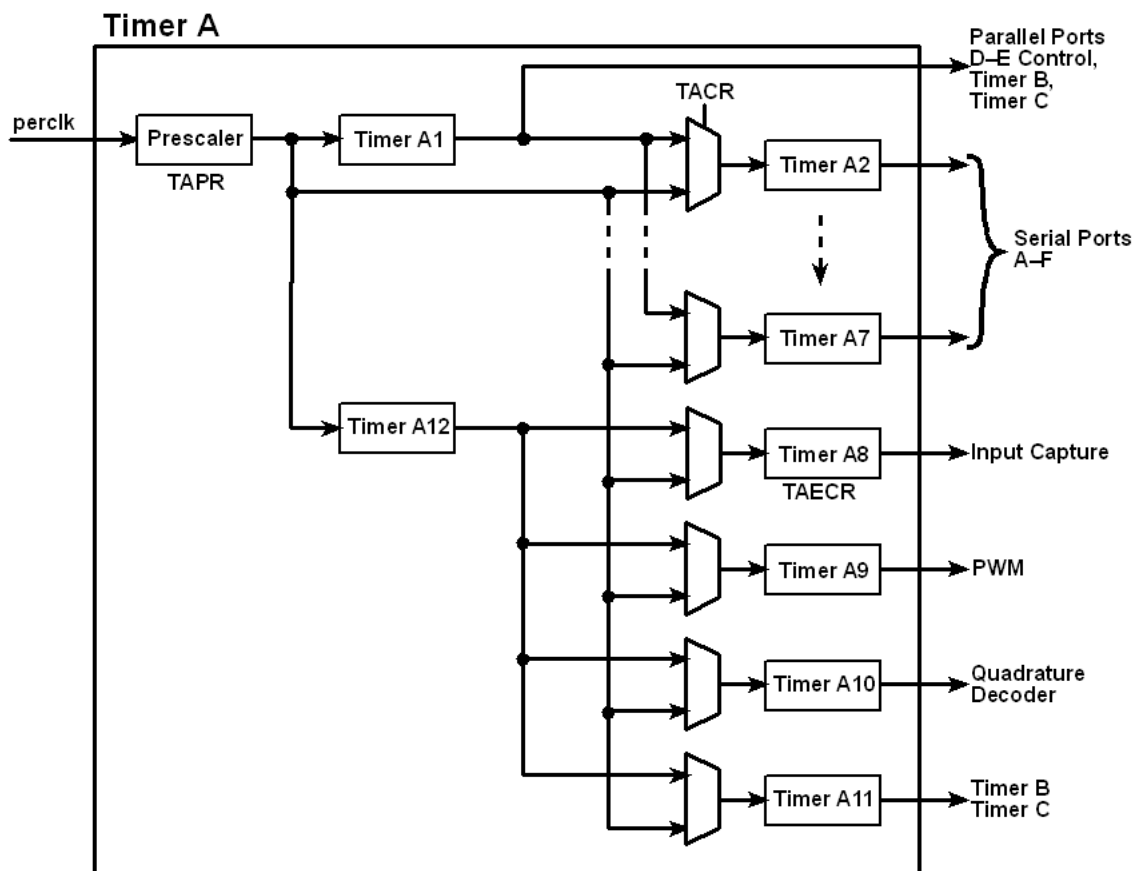 Timer A
Parallel Ports
D–E Control,
Timer B,
Timer C
TACR
perclk
Prescaler
Timer A1
Timer A2
TAPR
Serial Ports
A–F
Timer A7
Timer A12
Timer A8
Input Capture
TAECR
Timer A9
PWM
Timer A10
Quadrature
Decoder
Timer A11
Timer B
Timer C